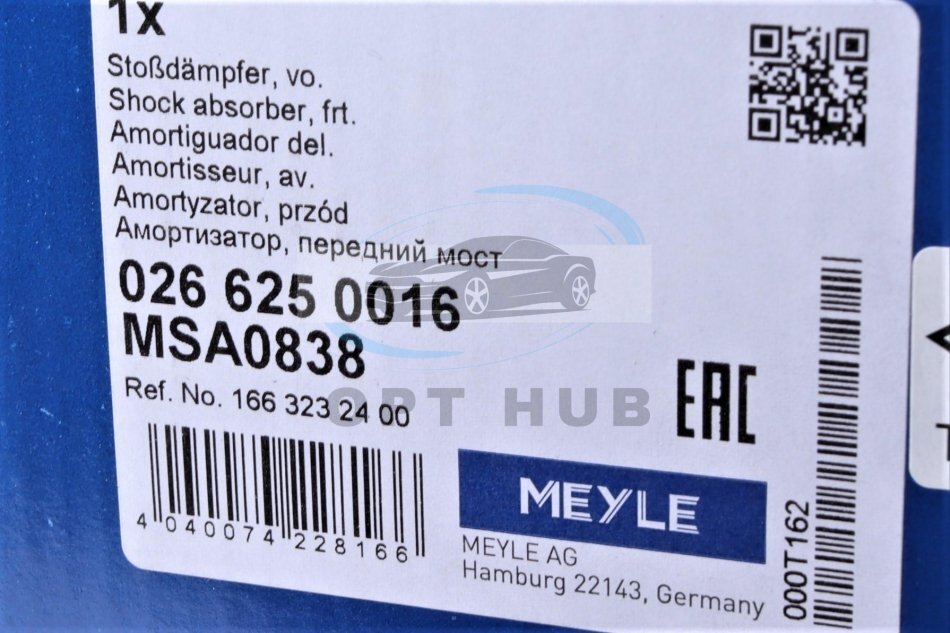 1x
Stoßdämpfer, vo.
Shock absorber, frt.
Amortiguador del.
Amortisseur, av.
Amortyzator, przód
Амортизатор, передний мост
026 625 0016
MSA0838
Ref. No. 166 323 24 00
OPT HUB
EAC
4 040074 228166
MEYLE
MEYLE AG
Hamburg 22143, Germany
000T162